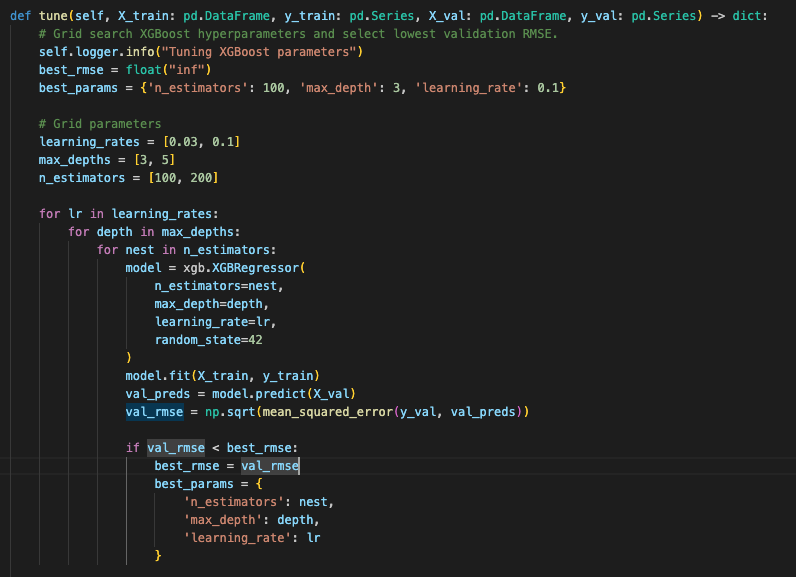 def tune(self, X_train: pd.DataFrame, y_train: pd.Series, X_val: pd.DataFrame, y_val: pd.Series) -> dict:
    # Grid search XGBoost hyperparameters and select lowest validation RMSE.
    self.logger.info("Tuning XGBoost parameters")
    best_rmse = float("inf")
    best_params = {'n_estimators': 100, 'max_depth': 3, 'learning_rate': 0.1}

    # Grid parameters
    learning_rates = [0.03, 0.1]
    max_depths = [3, 5]
    n_estimators = [100, 200]

    for lr in learning_rates:
        for depth in max_depths:
            for nest in n_estimators:
                model = xgb.XGBRegressor(
                    n_estimators=nest,
                    max_depth=depth,
                    learning_rate=lr,
                    random_state=42
                )
                model.fit(X_train, y_train)
                val_preds = model.predict(X_val)
                val_rmse = np.sqrt(mean_squared_error(y_val, val_preds))

                if val_rmse < best_rmse:
                    best_rmse = val_rmse
                    best_params = {
                        'n_estimators': nest,
                        'max_depth': depth,
                        'learning_rate': lr
                    }